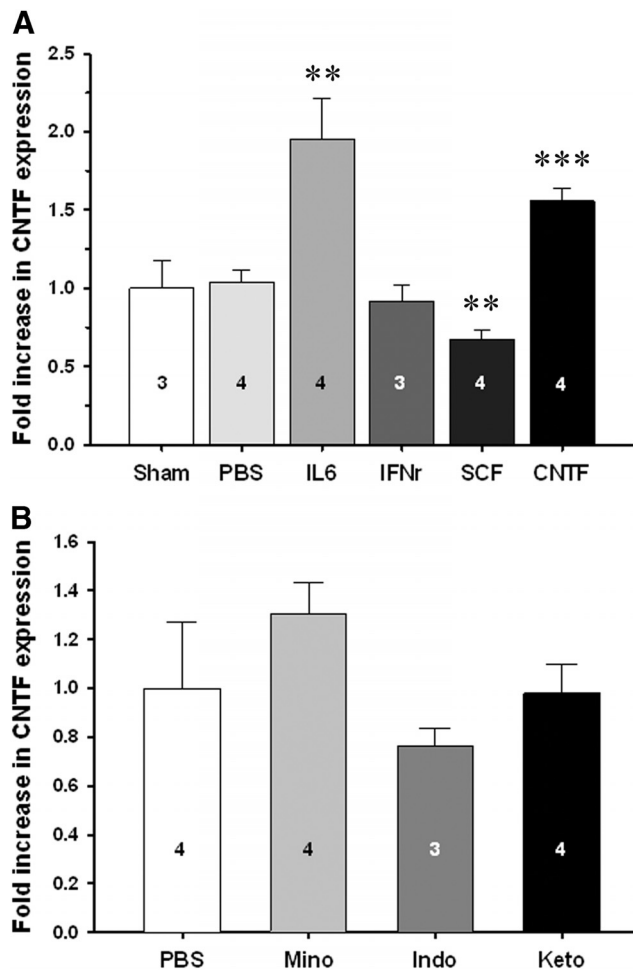 A
Fold increase in CNTF expression
2.5
2.0
1.5
1.0
0.5
0.0
**
***
**
3 4 4 3 4 4
Sham PBS IL6 IFNr SCF CNTF
B
Fold increase in CNTF expression
1.6
1.4
1.2
1.0
0.8
0.6
0.4
0.2
0.0
4 4 3 4
PBS Mino Indo Keto